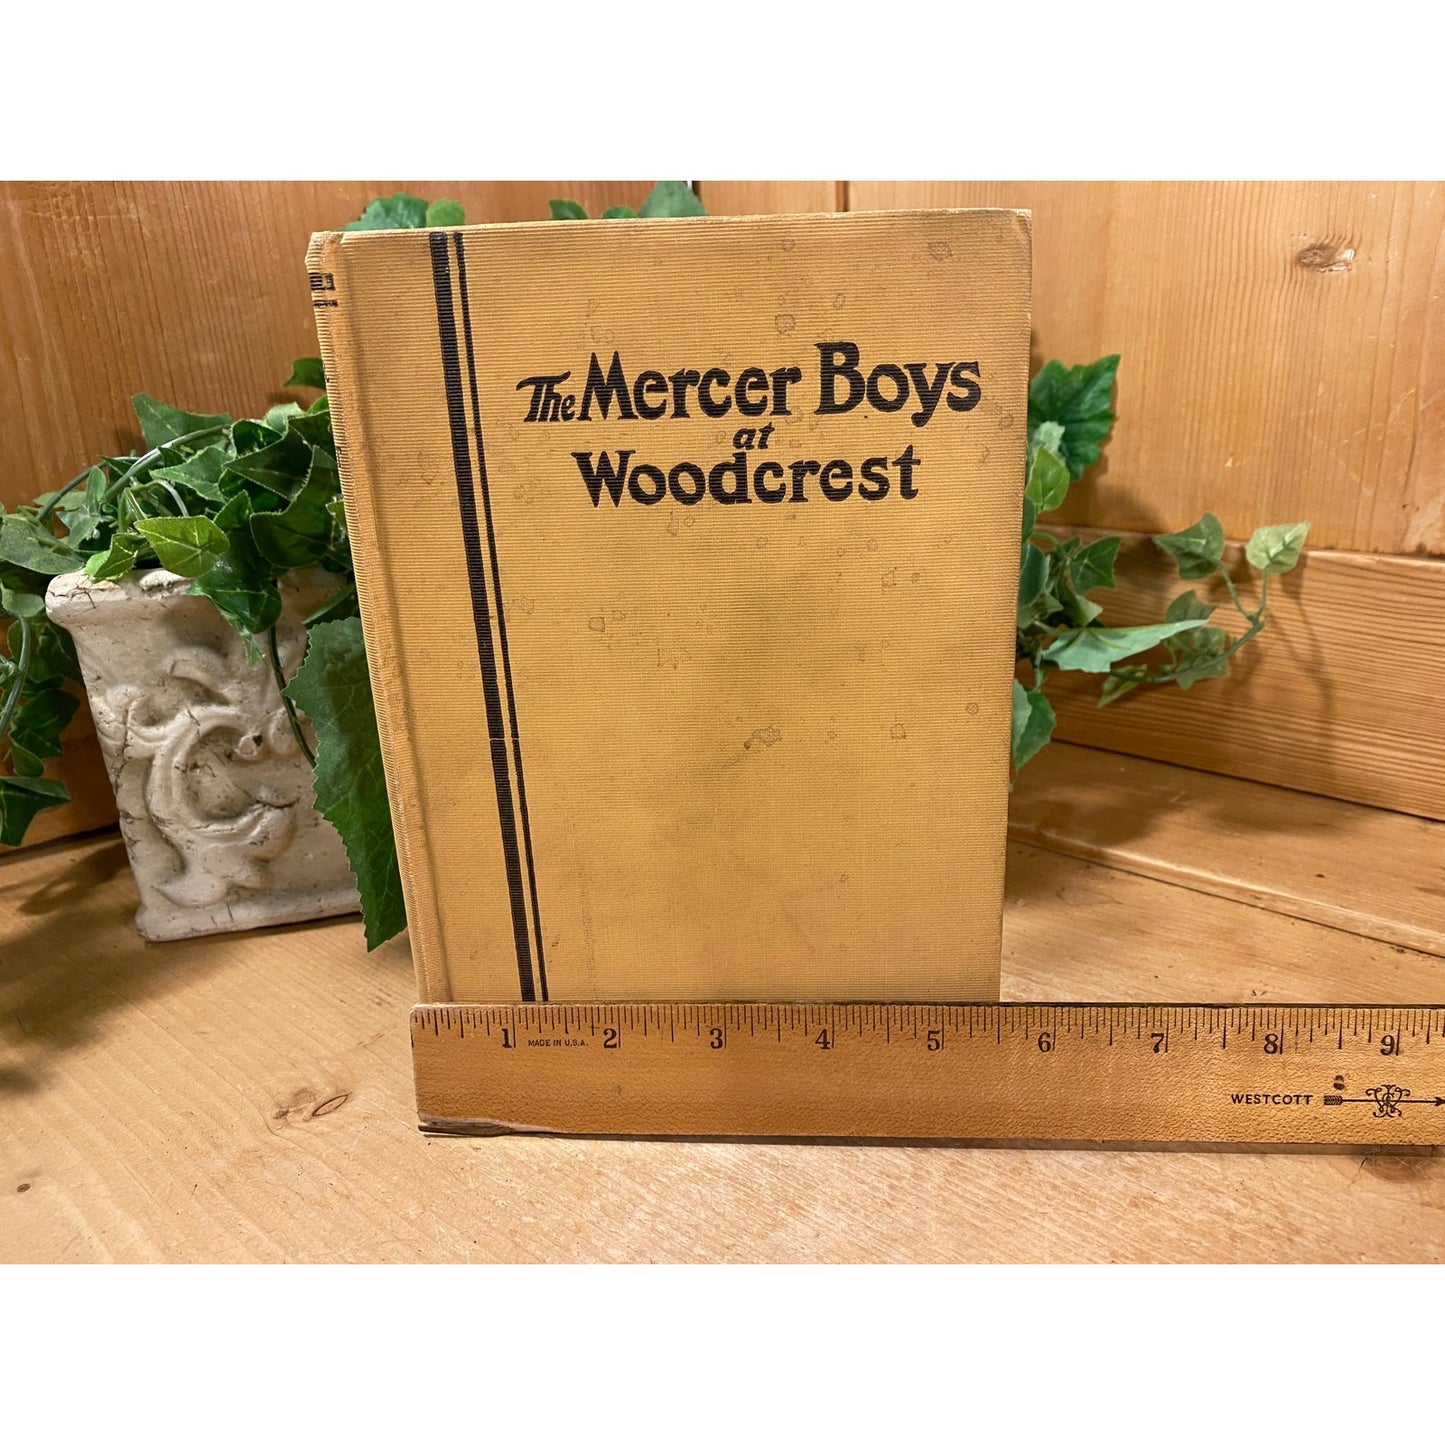 The Mercer Boys
at
Woodcrest
1 2 3 4 5 6 7 8 9
MADE IN U.S.A.
WESTCOTT